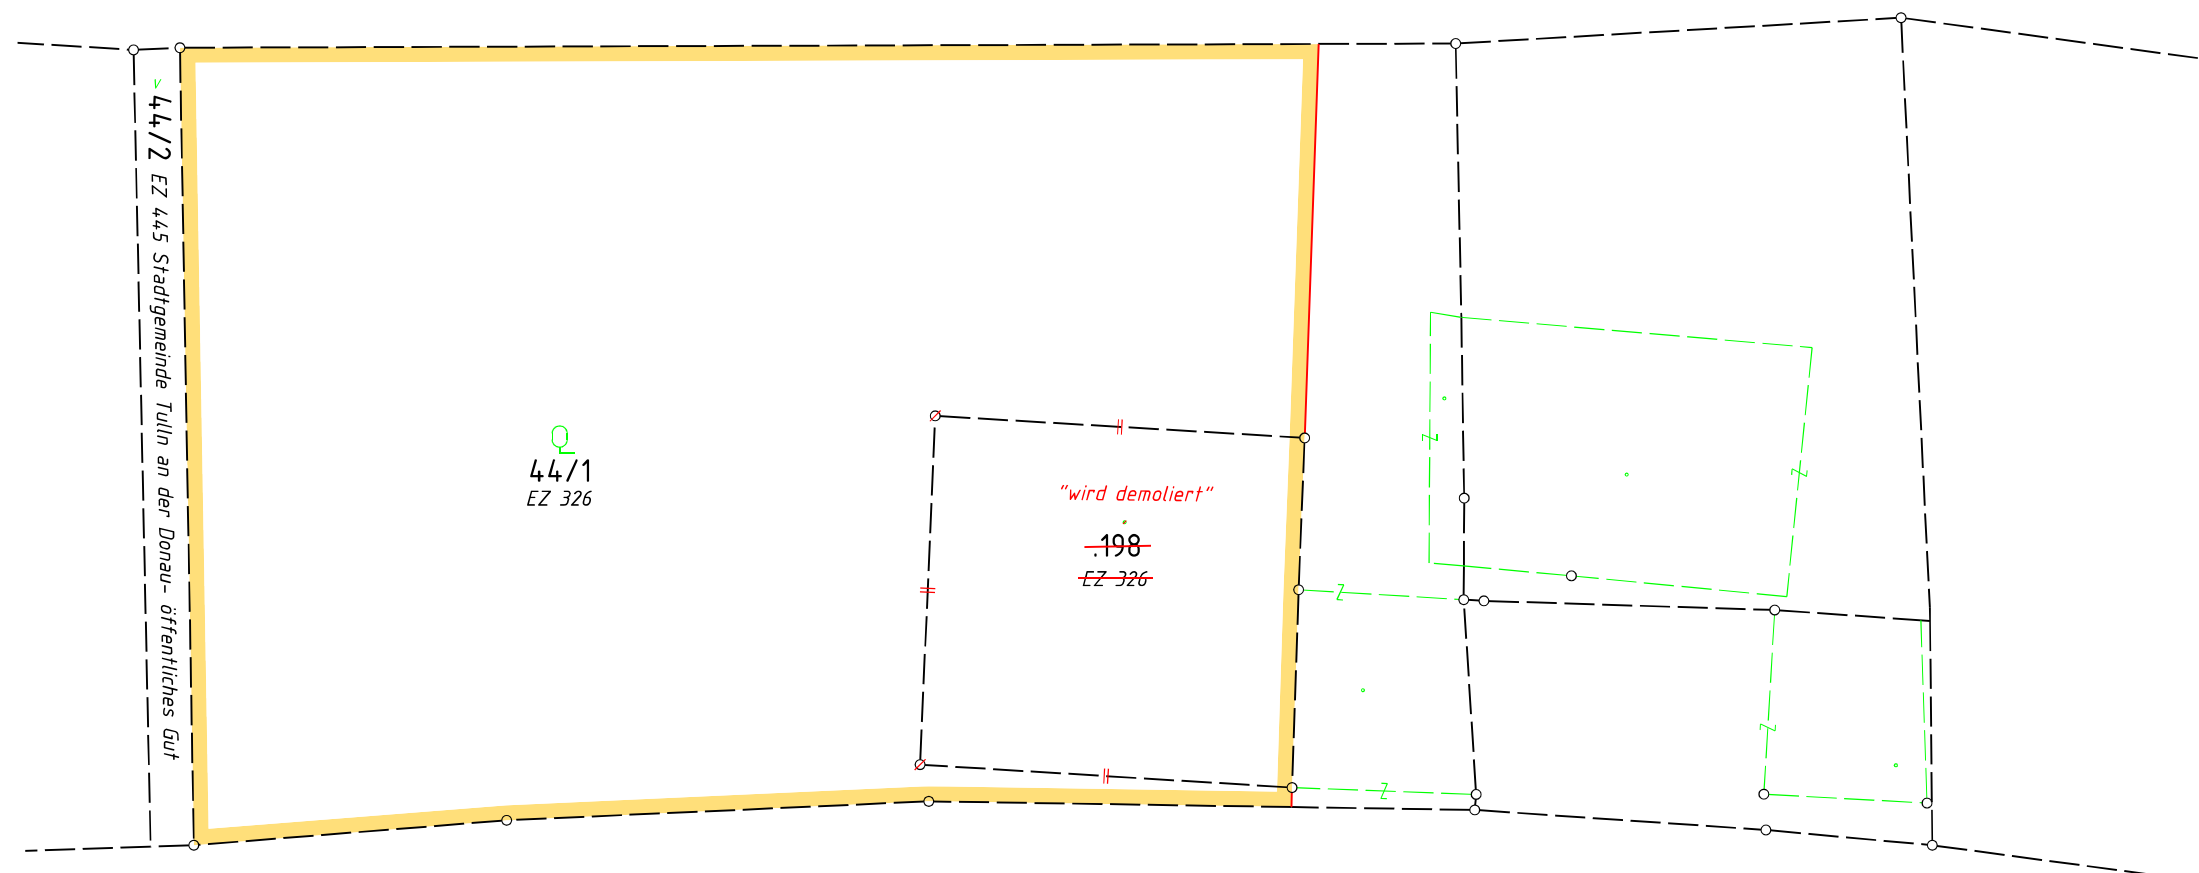 44/2 EZ 445 Stadtgemeinde Tulln an der Donau- öffentliches Gut
44/1
EZ 326
"wird demoliert"
.198
EZ 326